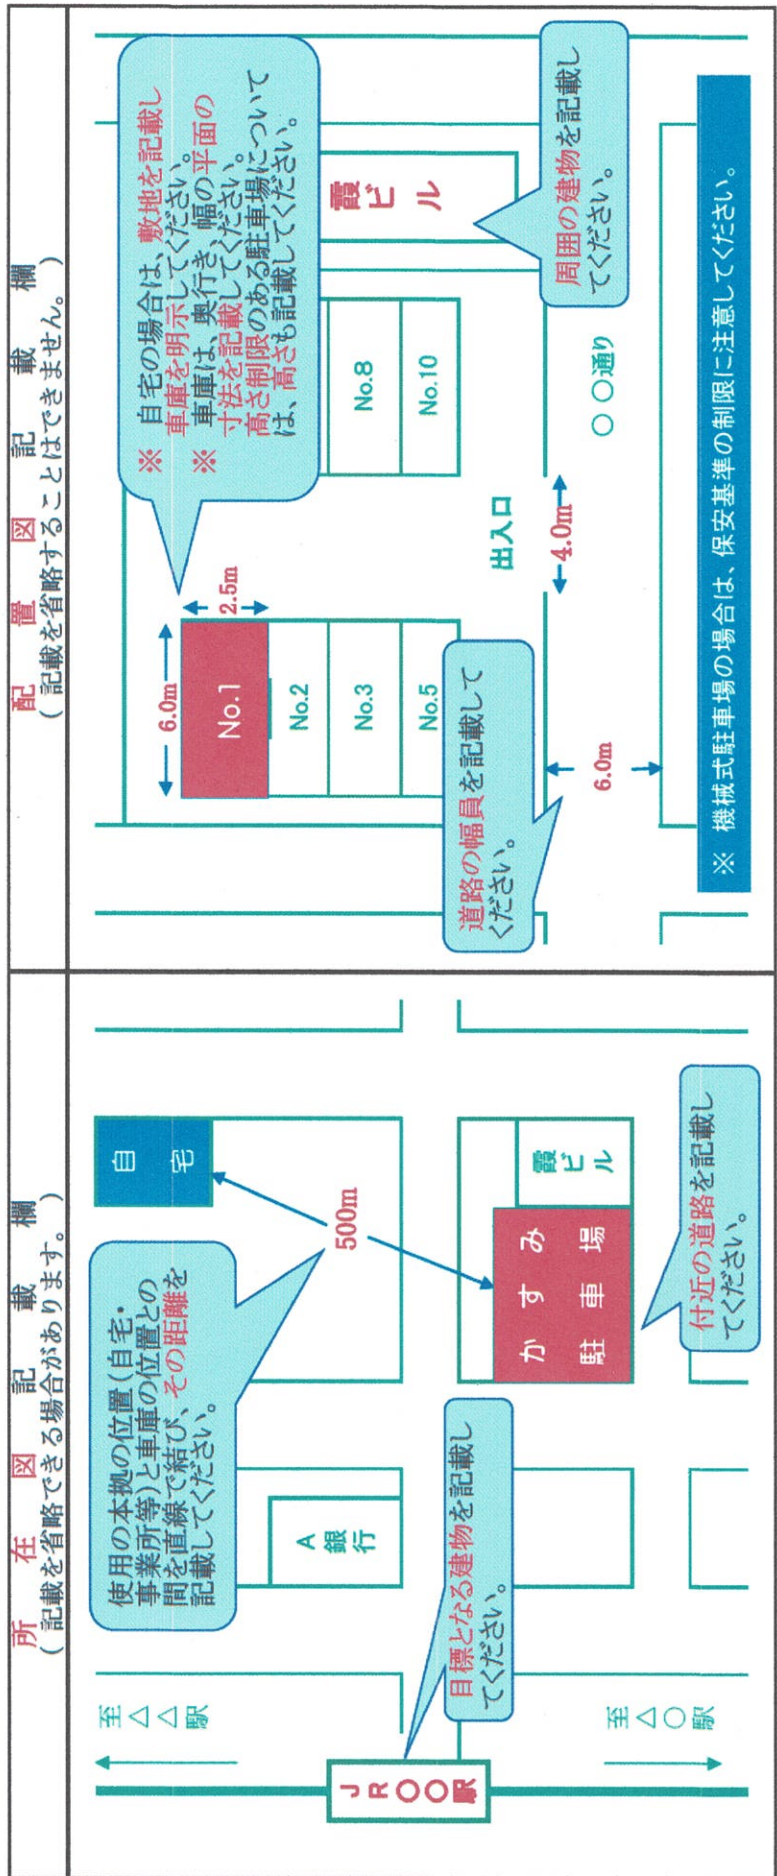 所在図記載欄
(記載を省略できる場合があります。)
使用の本拠の位置(自宅・
事業所等)と車庫の位置との
間を直線で結び、その距離を
記載してください。
自宅
500m
A
銀行
至△△駅
JR○○駅
至△○駅
目標となる建物を記載し
てください。
かすみ
駐車場
霞ビル
付近の道路を記載し
てください。
配置図記載欄
(記載を省略することはできません。)
※ 自宅の場合は、敷地を記載し
車庫を明示してください。
※ 車庫は、奥行き、幅の平面の
寸法を記載してください。
高さ制限のある駐車場について
は、高さも記載してください。
6.0m
2.5m
No.1
No.2
No.3
No.5
No.8
No.10
霞ビル
周囲の建物を記載し
てください。
出入口
4.0m
○○通り
道路の幅員を記載して
ください。
6.0m
※ 機械式駐車場の場合は、保安基準の制限に注意してください。